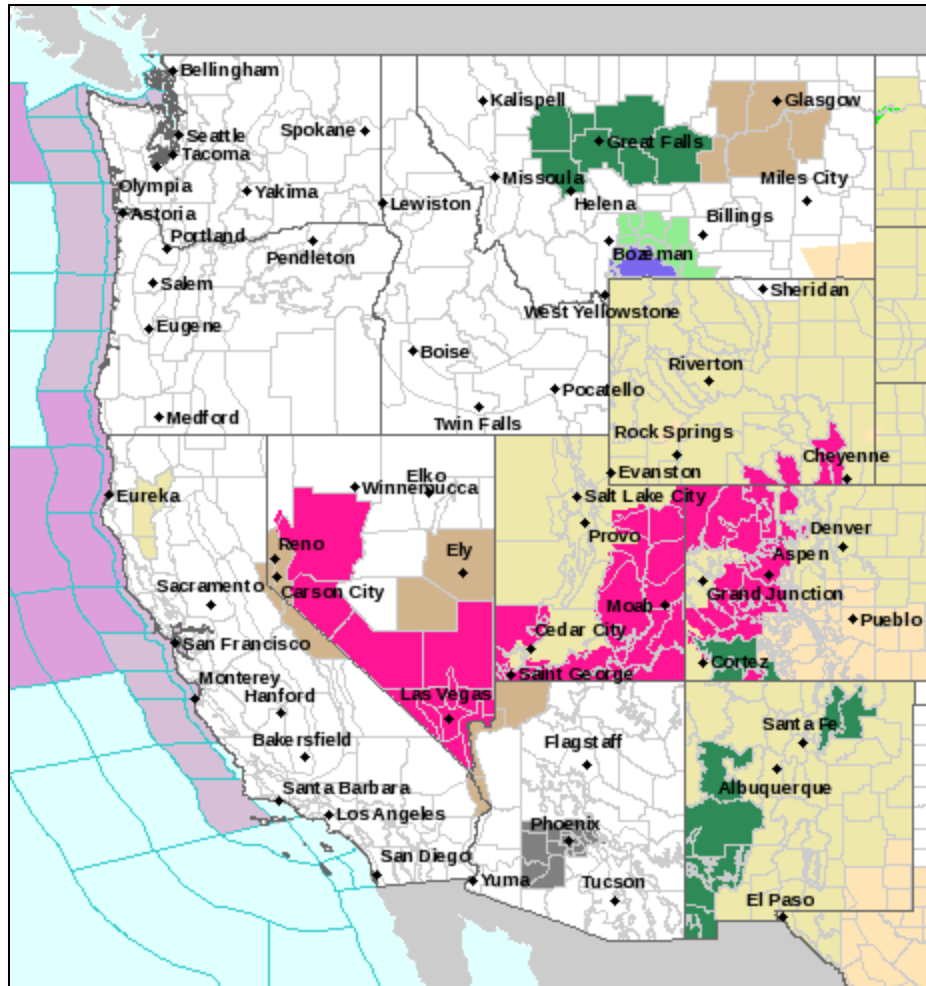 Bellingham
Kalispell
Glasgow
Seattle
Spokane
Great Falls
Tacoma
Missoula
Miles City
Olympia
Yakima
Helena
Astoria
Lewiston
Billings
Portland
Pendleton
Bozeman
Salem
Sheridan
West Yellowstone
Eugene
Boise
Riverton
Pocatello
Medford
Twin Falls
Rock Springs
Cheyenne
Elko
Evanston
Winnemucca
Eureka
Salt Lake City
Denver
Provo
Reno
Ely
Aspen
Sacramento
Carson City
Grand Junction
Moab
Pueblo
Cedar City
San Francisco
Cortez
Saint George
Monterey
Hanford
Las Vegas
Santa Fe
Bakersfield
Flagstaff
Santa Barbara
Albuquerque
Los Angeles
Phoenix
San Diego
Yuma
Tucson
El Paso